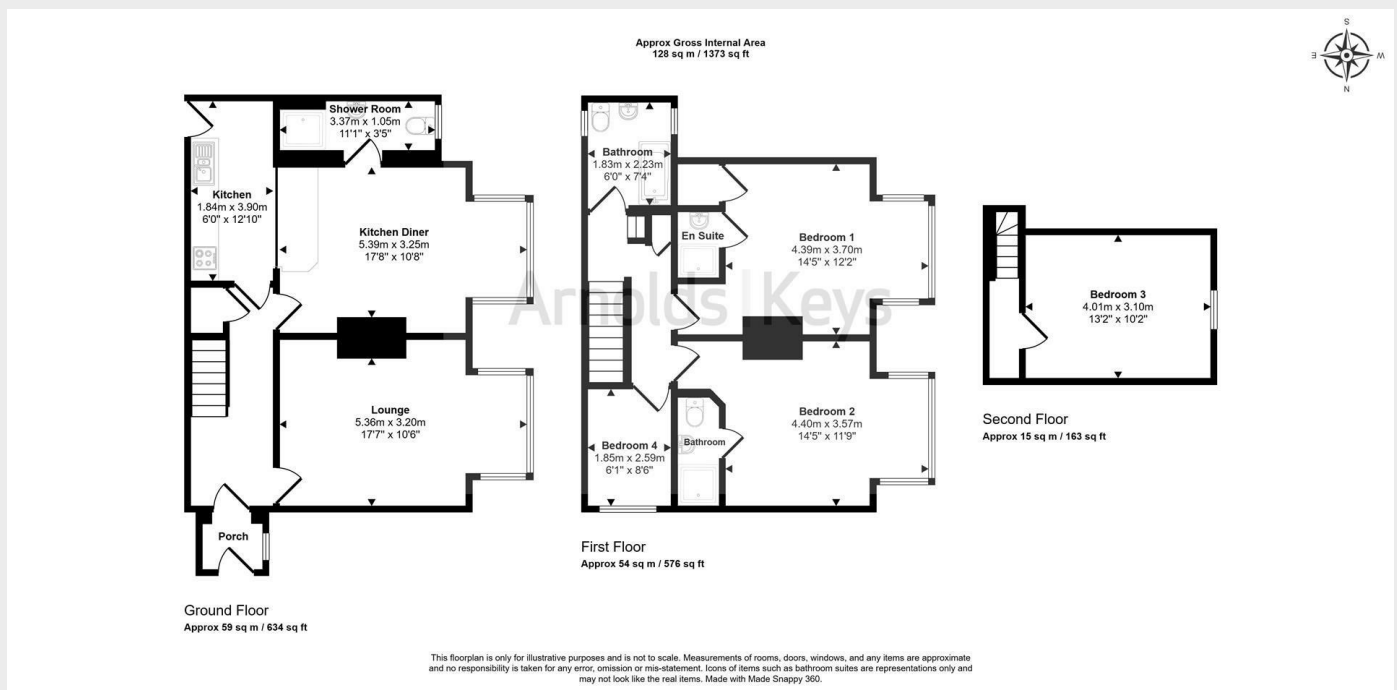 Approx Gross Internal Area
128 sq m / 1373 sq ft
S
E
W
N
Shower Room
3.37m x 1.05m
11'1" x 3'5"
Kitchen
1.84m x 3.90m
6'0" x 12'10"
Kitchen Diner
5.39m x 3.25m
17'8" x 10'8"
Lounge
5.36m x 3.20m
17'7" x 10'6"
Porch
Ground Floor
Approx 59 sq m / 634 sq ft
Bathroom
1.83m x 2.23m
6'0" x 7'4"
En Suite
Bedroom 1
4.39m x 3.70m
14'5" x 12'2"
Bedroom 2
4.40m x 3.57m
14'5" x 11'9"
Bathroom
Bedroom 4
1.85m x 2.59m
6'1" x 8'6"
First Floor
Approx 54 sq m / 576 sq ft
Bedroom 3
4.01m x 3.10m
13'2" x 10'2"
Second Floor
Approx 15 sq m / 163 sq ft
Arnolds | Keys
This floorplan is only for illustrative purposes and is not to scale. Measurements of rooms, doors, windows, and any items are approximate
and no responsibility is taken for any error, omission or mis-statement. Icons of items such as bathroom suites are representations only and
may not look like the real items. Made with Made Snappy 360.